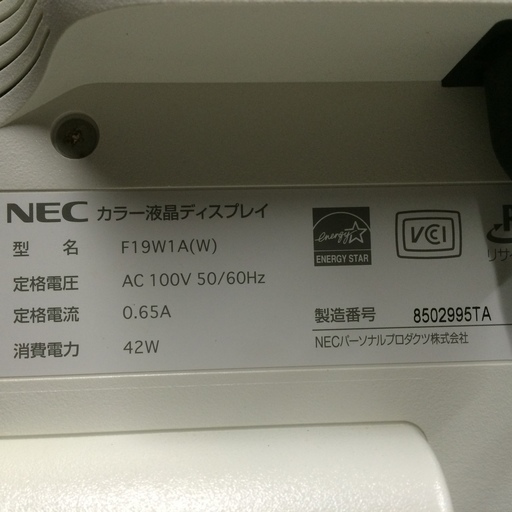 NEC カラー液晶ディスプレイ
型 名 F19W1A(W)
定格電圧 AC 100V 50/60Hz
定格電流 0.65A
消費電力 42W
energy
ENERGY STAR
VCCI
リサイ
製造番号 8502995TA
NECパーソナルプロダクツ株式会社